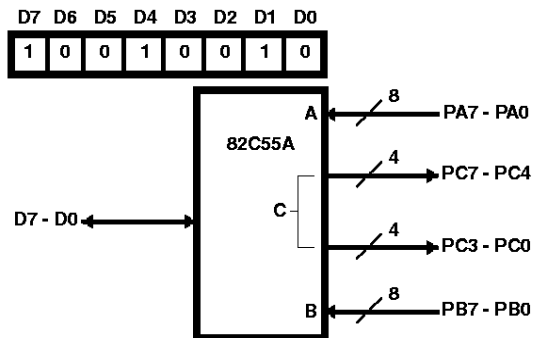 D7 D6 D5 D4 D3 D2 D1 D0
1 0 0 1 0 0 1 0
A
8
PA7 - PA0
82C55A
4
PC7 - PC4
C
D7 - D0
4
PC3 - PC0
B
8
PB7 - PB0